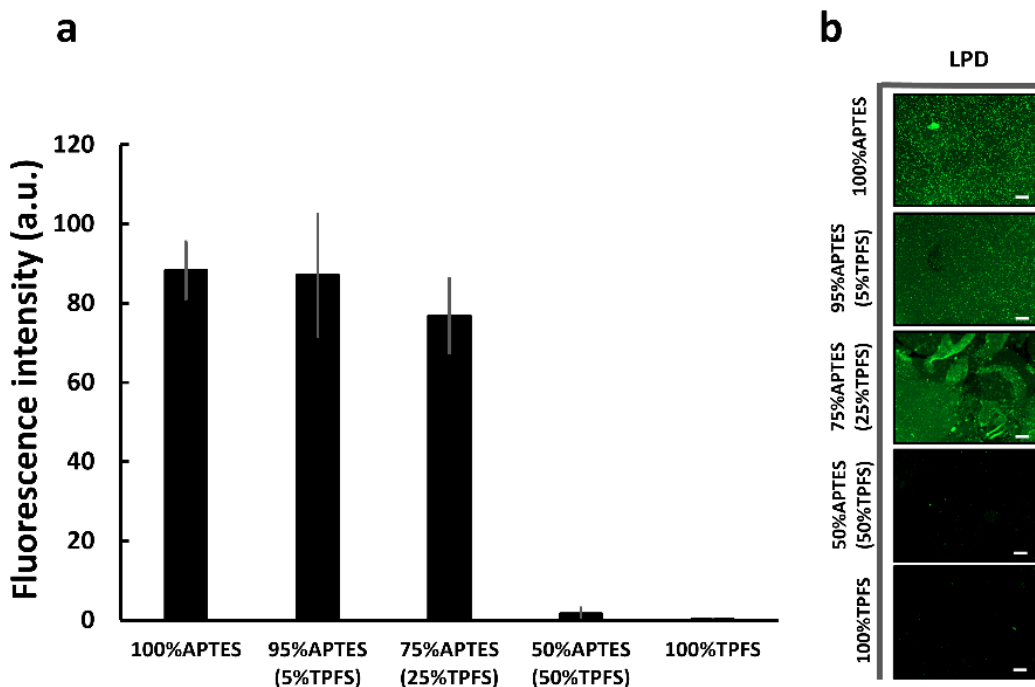 a
Fluorescence intensity (a.u.)
120
100
80
60
40
20
0
100%APTES
95%APTES
(5%TPFS)
75%APTES
(25%TPFS)
50%APTES
(50%TPFS)
100%TPFS
b
LPD
100%APTES
95%APTES
(5%TPFS)
75%APTES
(25%TPFS)
50%APTES
(50%TPFS)
100%TPFS